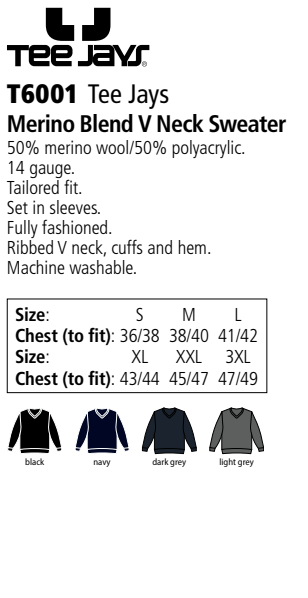 TEE JAYS®
T6001 Tee Jays
Merino Blend V Neck Sweater
50% merino wool/50% polyacrylic.
14 gauge.
Tailored fit.
Set in sleeves.
Fully fashioned.
Ribbed V neck, cuffs and hem.
Machine washable.
Size: S M L
Chest (to fit): 36/38 38/40 41/42
Size: XL XXL 3XL
Chest (to fit): 43/44 45/47 47/49
black navy dark grey light grey